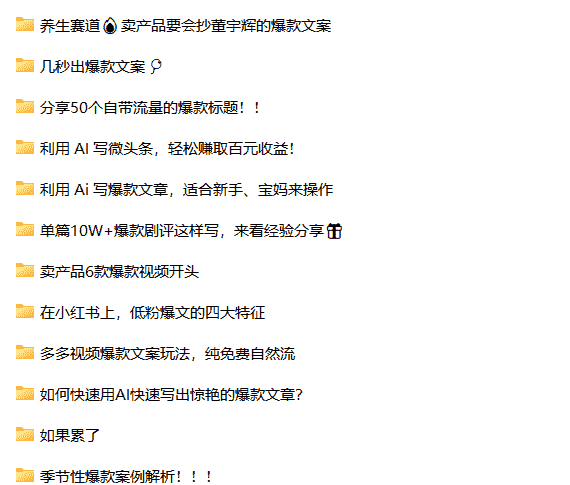 养生赛道🔥卖产品要会抄董宇辉的爆款文案
几秒出爆款文案🔎
分享50个自带流量的爆款标题！！
利用 AI 写微头条，轻松赚取百元收益！
利用 Ai 写爆款文章，适合新手、宝妈来操作
单篇10W+爆款剧评这样写，来看经验分享🎁
卖产品6款爆款视频开头
在小红书上，低粉爆文的四大特征
多多视频爆款文案玩法，纯免费自然流
如何快速用AI快速写出惊艳的爆款文章？
如果累了
季节性爆款案例解析！！！